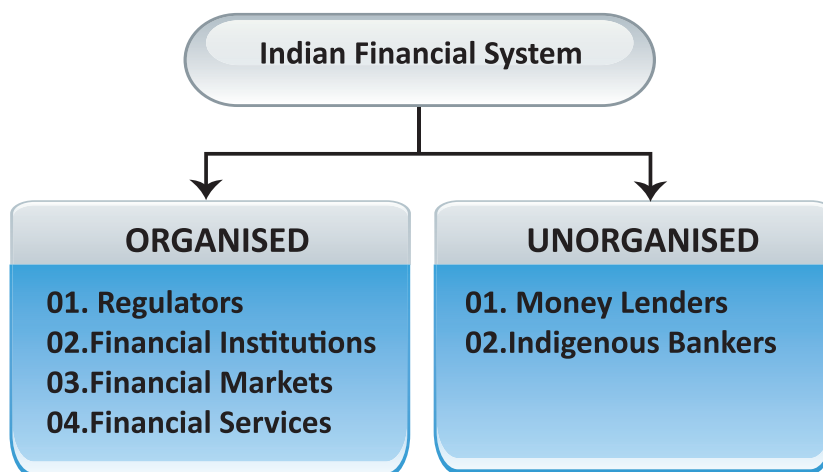 Indian Financial System
ORGANISED
01. Regulators
02.Financial Institutions
03.Financial Markets
04.Financial Services
UNORGANISED
01. Money Lenders
02.Indigenous Bankers